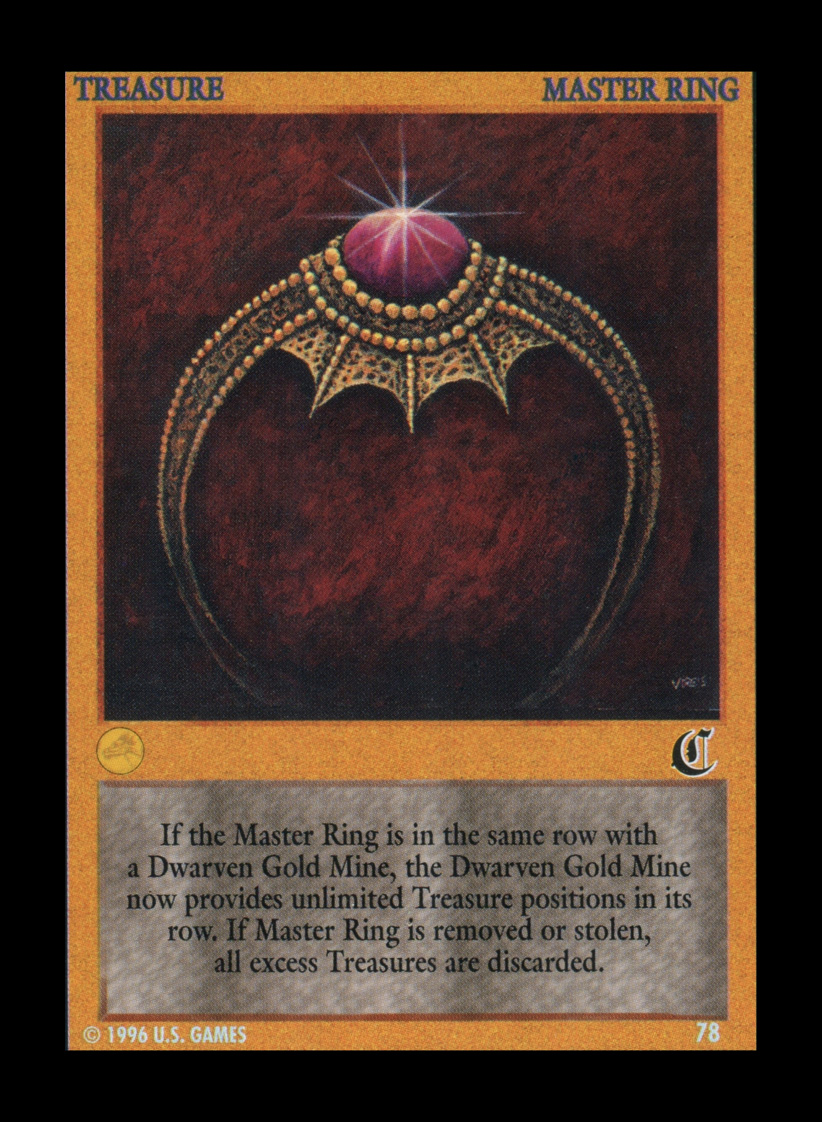 TREASURE MASTER RING
VIREIS
C
If the Master Ring is in the same row with
a Dwarven Gold Mine, the Dwarven Gold Mine
now provides unlimited Treasure positions in its
row. If Master Ring is removed or stolen,
all excess Treasures are discarded.
© 1996 U.S. GAMES 78